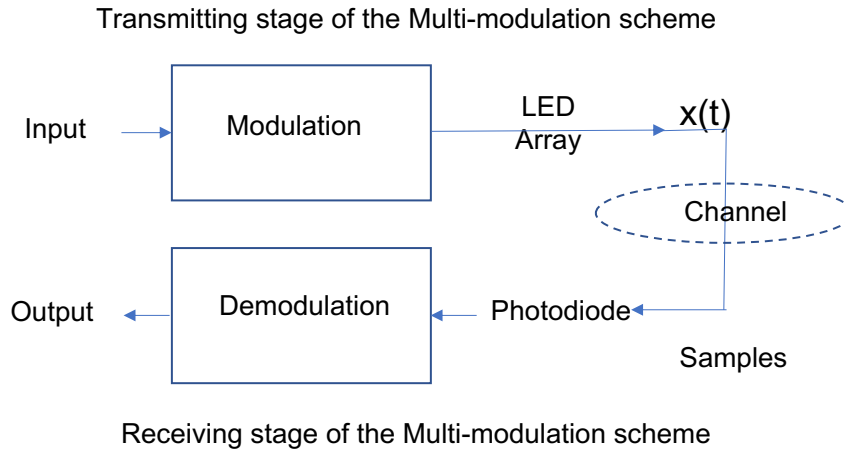 Transmitting stage of the Multi-modulation scheme
Input
Modulation
LED
Array
x(t)
Channel
Output
Demodulation
Photodiode
Samples
Receiving stage of the Multi-modulation scheme